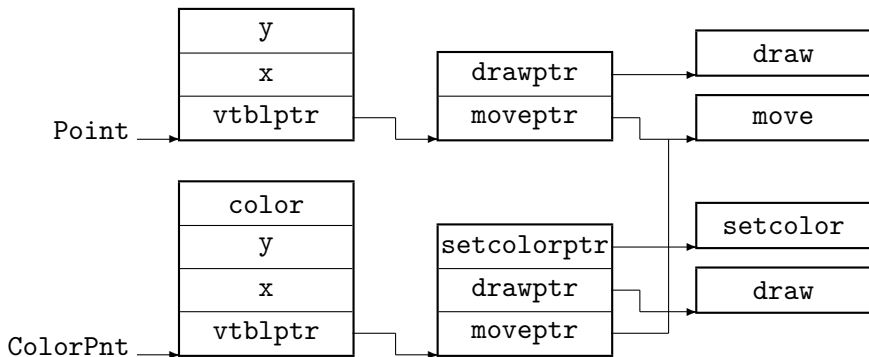 y
x
vtblptr
Point
drawptr
moveptr
draw
move
color
y
x
vtblptr
ColorPnt
setcolorptr
drawptr
moveptr
setcolor
draw